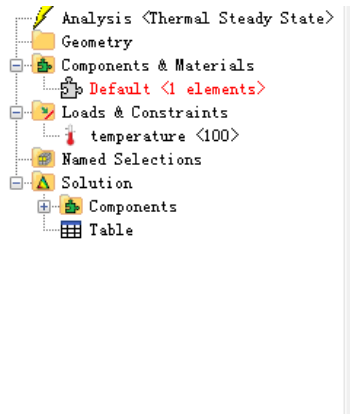 Analysis <Thermal Steady State>
Geometry
Components & Materials
Default <1 elements>
Loads & Constraints
temperature <100>
Named Selections
Solution
Components
Table